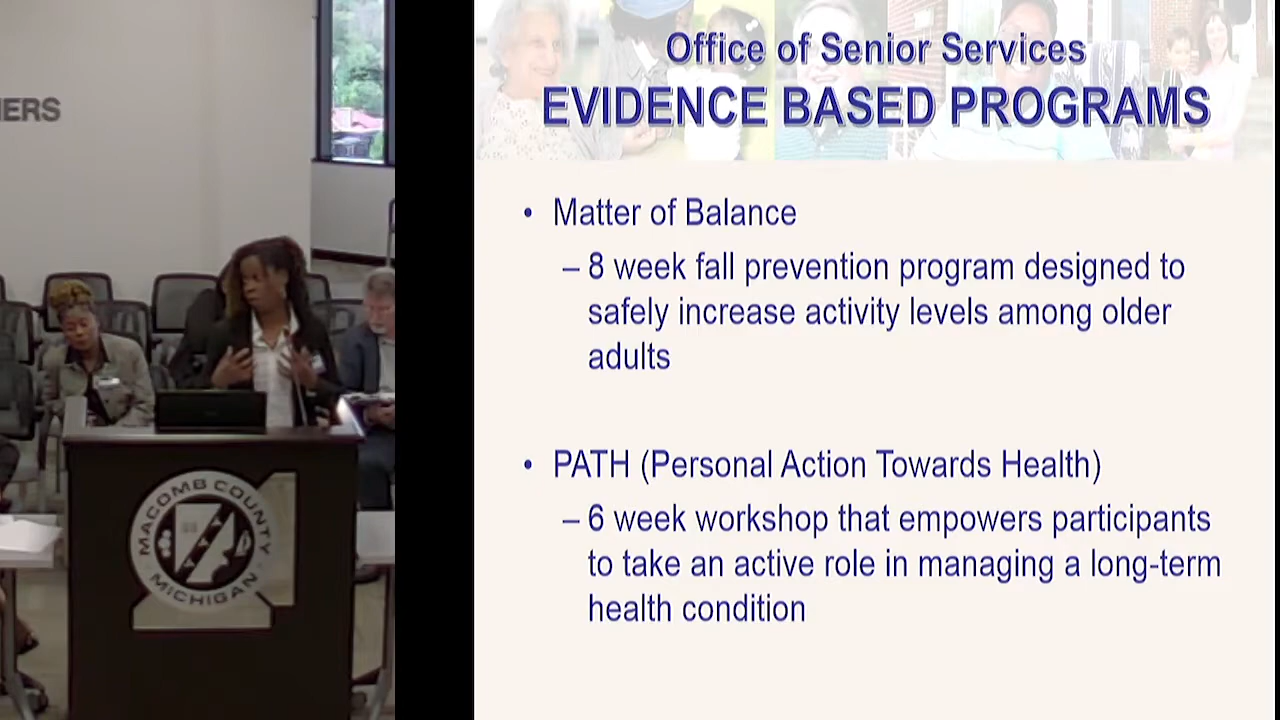 Office of Senior Services
EVIDENCE BASED PROGRAMS
• Matter of Balance
– 8 week fall prevention program designed to
safely increase activity levels among older
adults
• PATH (Personal Action Towards Health)
– 6 week workshop that empowers participants
to take an active role in managing a long-term
health condition
MACOMB COUNTY
MICHIGAN